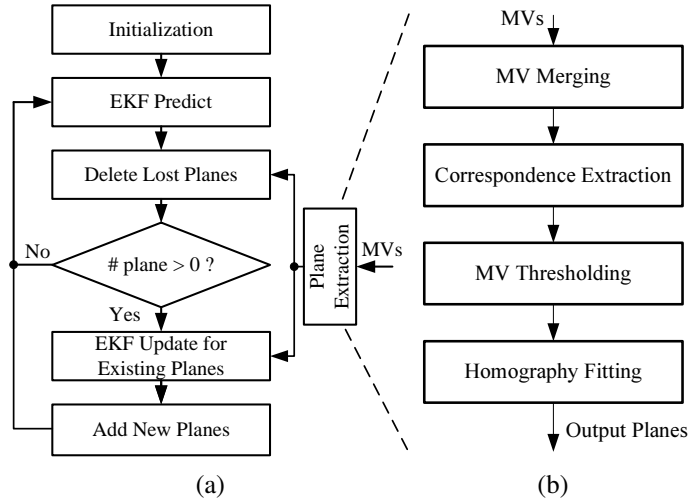 Initialization
EKF Predict
Delete Lost Planes
No
# plane > 0 ?
Yes
EKF Update for
Existing Planes
Add New Planes
Plane
Extraction
MVs
(a)
MVs
MV Merging
Correspondence Extraction
MV Thresholding
Homography Fitting
Output Planes
(b)